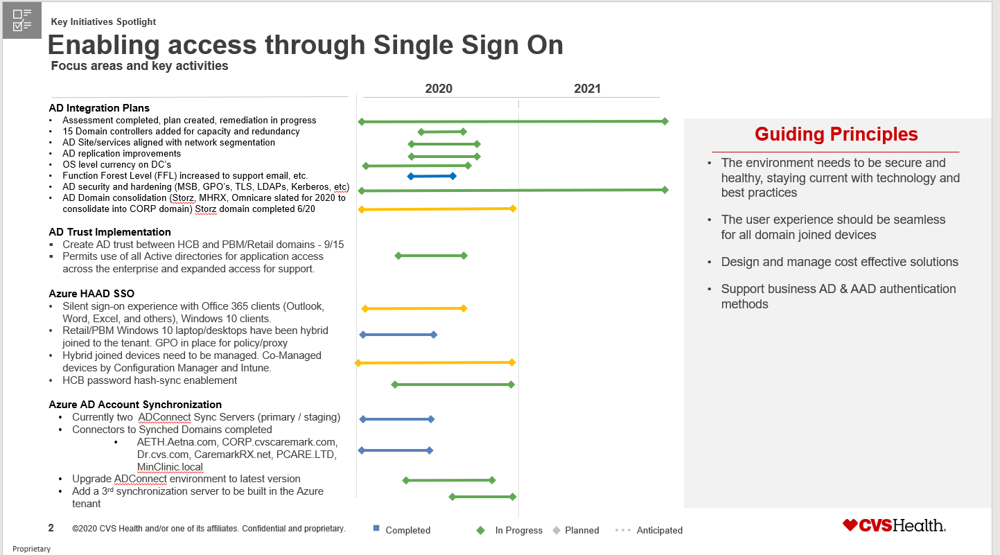 Key Initiatives Spotlight
Enabling access through Single Sign On
Focus areas and key activities
2020 2021
AD Integration Plans
• Assessment completed, plan created, remediation in progress
• 15 Domain controllers added for capacity and redundancy
• AD Site/services aligned with network segmentation
• AD replication improvements
• OS level currency on DC's
• Function Forest Level (FFL) increased to support email, etc.
• AD security and hardening (MSB, GPO's, TLS, LDAPs, Kerberos, etc)
• AD Domain consolidation (Storz, MHRX, Omnicare slated for 2020 to
consolidate into CORP domain) Storz domain completed 6/20
AD Trust Implementation
▪ Create AD trust between HCB and PBM/Retail domains - 9/15
▪ Permits use of all Active directories for application access
across the enterprise and expanded access for support.
Azure HAAD SSO
• Silent sign-on experience with Office 365 clients (Outlook,
Word, Excel, and others), Windows 10 clients.
• Retail/PBM Windows 10 laptop/desktops have been hybrid
joined to the tenant. GPO in place for policy/proxy
• Hybrid joined devices need to be managed. Co-Managed
devices by Configuration Manager and Intune.
• HCB password hash-sync enablement
Azure AD Account Synchronization
• Currently two ADConnect Sync Servers (primary / staging)
• Connectors to Synched Domains completed
• AETH.Aetna.com, CORP.cvscaremark.com,
Dr.cvs.com, CaremarkRX.net, PCARE.LTD,
MinClinic.local
• Upgrade ADConnect environment to latest version
• Add a 3rd synchronization server to be built in the Azure
tenant
Guiding Principles
• The environment needs to be secure and
healthy, staying current with technology and
best practices
• The user experience should be seamless
for all domain joined devices
• Design and manage cost effective solutions
• Support business AD & AAD authentication
methods
2 ©2020 CVS Health and/or one of its affiliates. Confidential and proprietary.
Completed In Progress Planned Anticipated
CVSHealth.
Proprietary